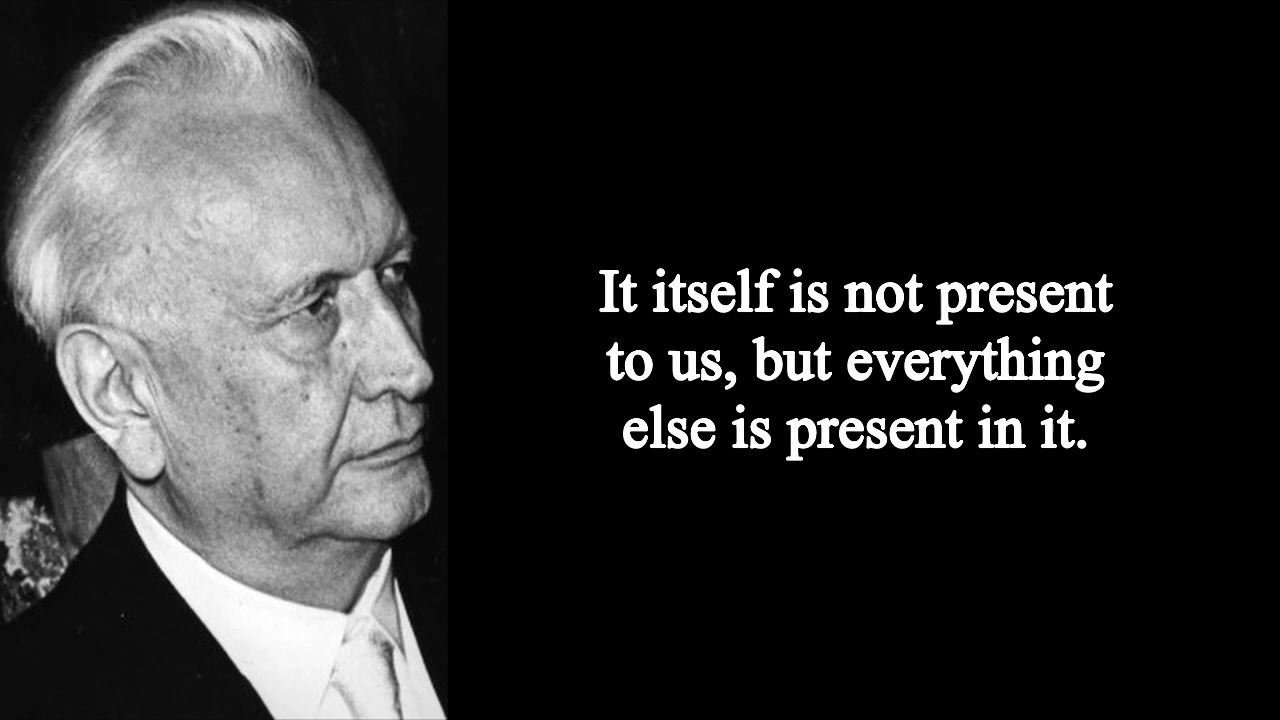 It itself is not present
to us, but everything
else is present in it.